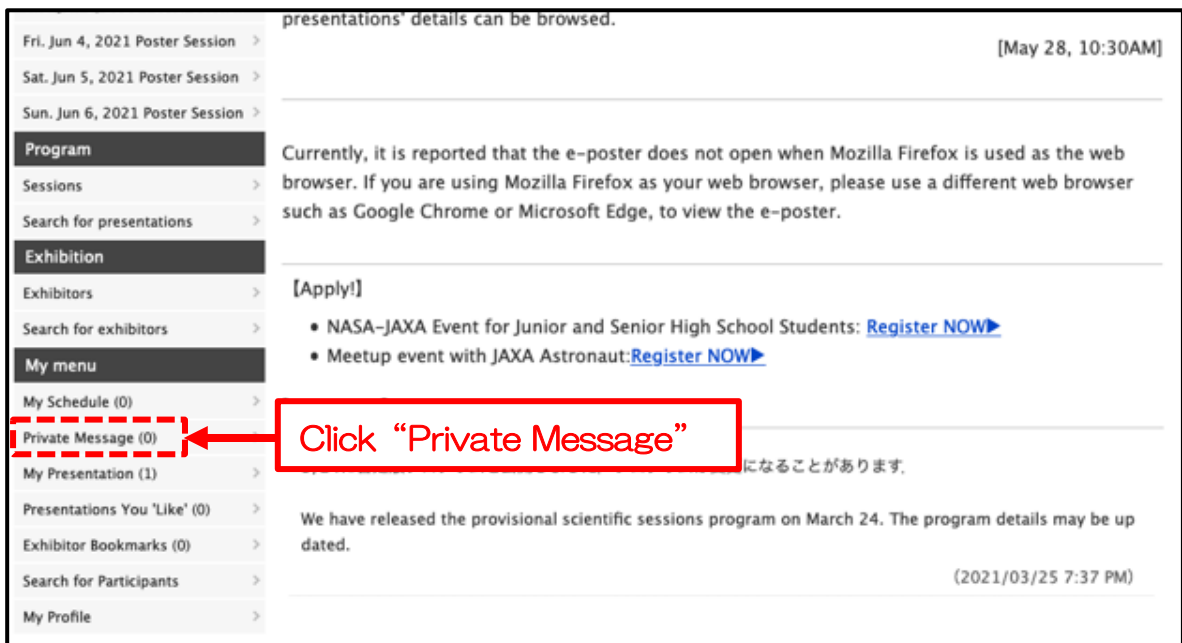 Fri. Jun 4, 2021 Poster Session
Sat. Jun 5, 2021 Poster Session
Sun. Jun 6, 2021 Poster Session
Program
Sessions
Search for presentations
Exhibition
Exhibitors
Search for exhibitors
My menu
My Schedule (0)
Private Message (0)
My Presentation (1)
Presentations You 'Like' (0)
Exhibitor Bookmarks (0)
Search for Participants
My Profile
presentations' details can be browsed.
[May 28, 10:30AM]
Currently, it is reported that the e-poster does not open when Mozilla Firefox is used as the web
browser. If you are using Mozilla Firefox as your web browser, please use a different web browser
such as Google Chrome or Microsoft Edge, to view the e-poster.
【Apply!】
• NASA-JAXA Event for Junior and Senior High School Students: Register NOW▶
• Meetup event with JAXA Astronaut:Register NOW▶
Click “Private Message”
になることがあります.
We have released the provisional scientific sessions program on March 24. The program details may be up
dated.
(2021/03/25 7:37 PM)